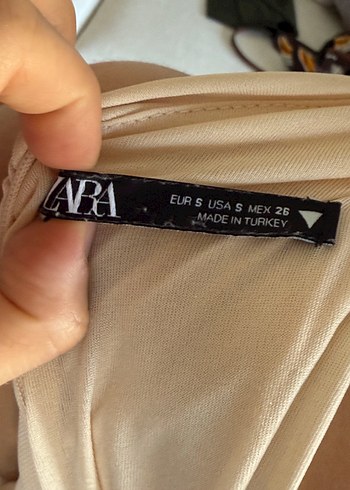 ZARA
EUR S USA S MEX 26
MADE IN TURKEY